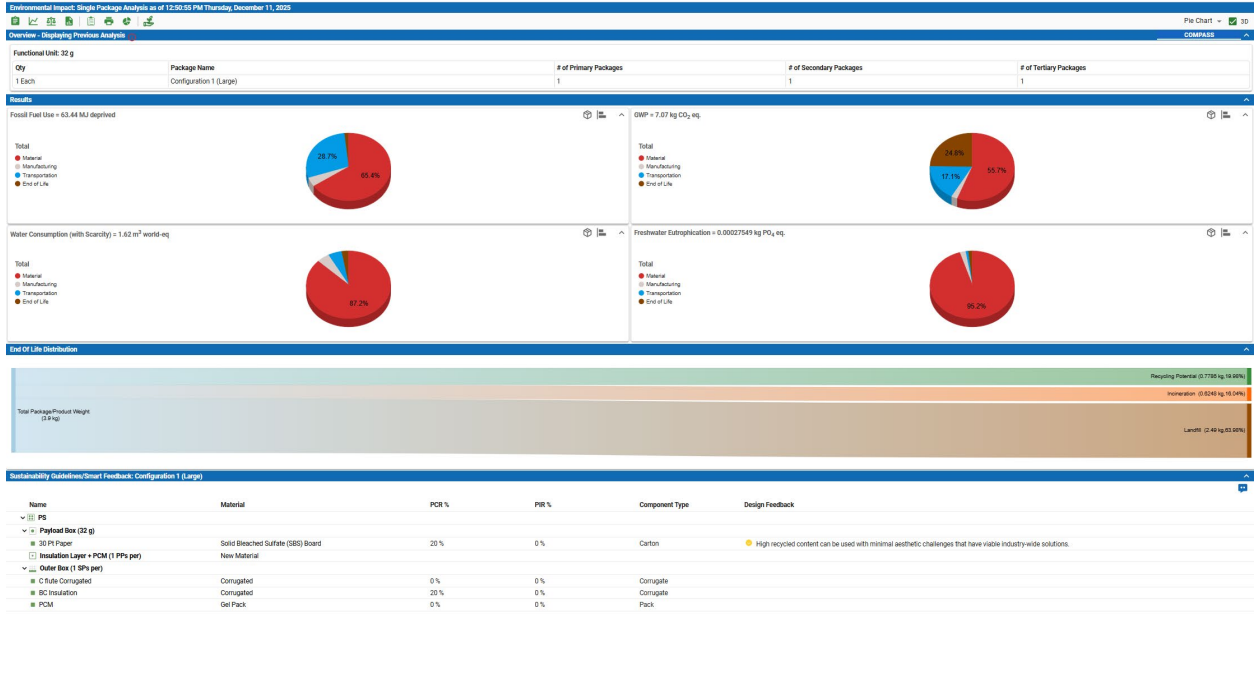 Environmental Impact: Single Package Analysis as of 12:50:55 PM Thursday, December 11, 2025
Pie Chart 3D
Overview - Displaying Previous Analysis COMPASS
Functional Unit: 32 g
Qty Package Name # of Primary Packages # of Secondary Packages # of Tertiary Packages
1 Each Configuration 1 (Large) 1 1 1
Results
Fossil Fuel Use = 63.44 MJ deprived
Total
Material
Manufacturing
Transportation
End of Life
28.7%
65.4%
GWP = 7.07 kg CO2 eq.
Total
Material
Manufacturing
Transportation
End of Life
24.8%
55.7%
17.1%
Water Consumption (with Scarcity) = 1.62 m3 world-eq
Total
Material
Manufacturing
Transportation
End of Life
87.2%
Freshwater Eutrophication = 0.00027549 kg PO4 eq.
Total
Material
Manufacturing
Transportation
End of Life
95.2%
End Of Life Distribution
Recycling Potential (0.7786 kg,19.98%)
Incineration (0.6248 kg,16.04%)
Total Package/Product Weight
(3.9 kg)
Landfill (2.49 kg,63.98%)
Sustainability Guidelines/Smart Feedback: Configuration 1 (Large)
Name Material PCR % PIR % Component Type Design Feedback
PS
Payload Box (32 g)
30 Pt Paper Solid Bleached Sulfate (SBS) Board 20 % 0 % Carton High recycled content can be used with minimal aesthetic challenges that have viable industry-wide solutions.
Insulation Layer + PCM (1 PPs per) New Material
Outer Box (1 SPs per)
C flute Corrugated Corrugated 0 % 0 % Corrugate
BC Insulation Corrugated 20 % 0 % Corrugate
PCM Gel Pack 0 % 0 % Pack